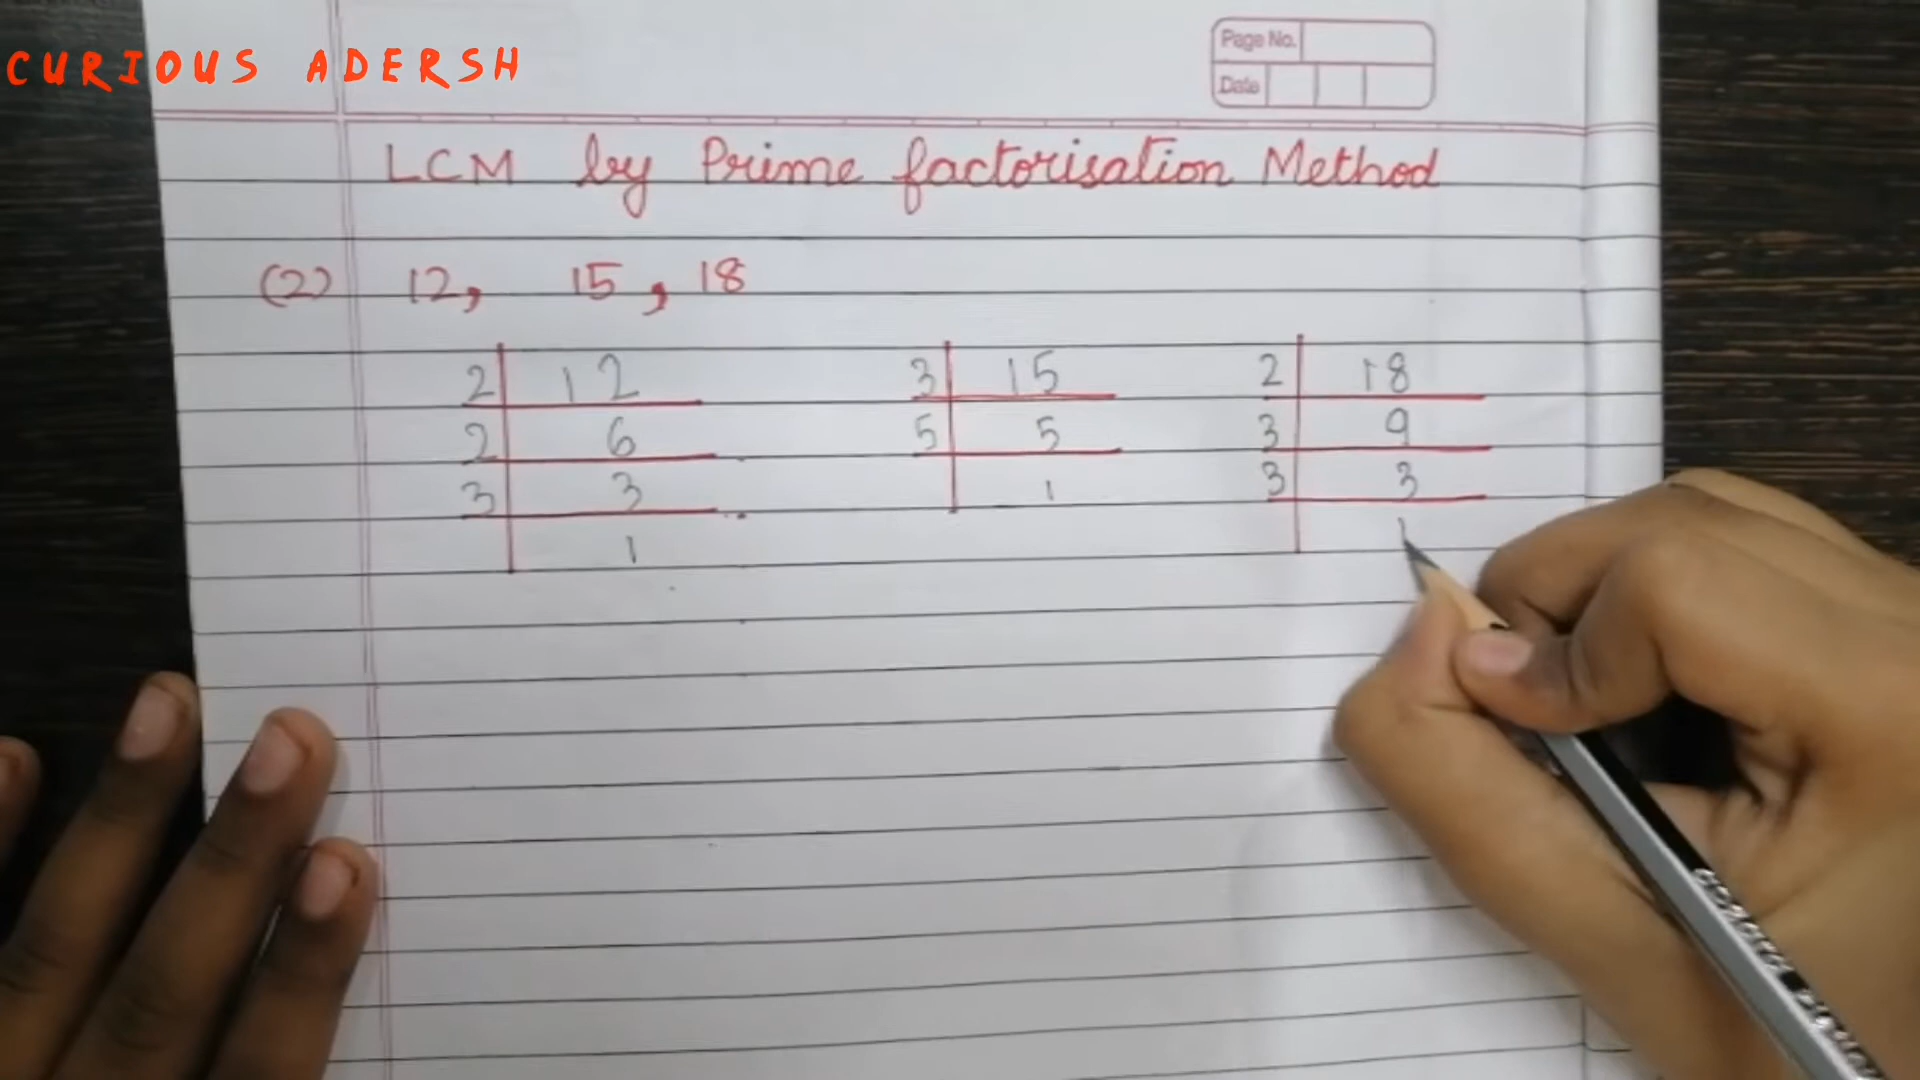 CURIOUS ADERSH
Page No.
Date
LCM by Prime factorisation Method
(2) 12, 15, 18
2 12 3 15 2 18
2 6 5 5 3 9
3 3 1 3 3
1 1